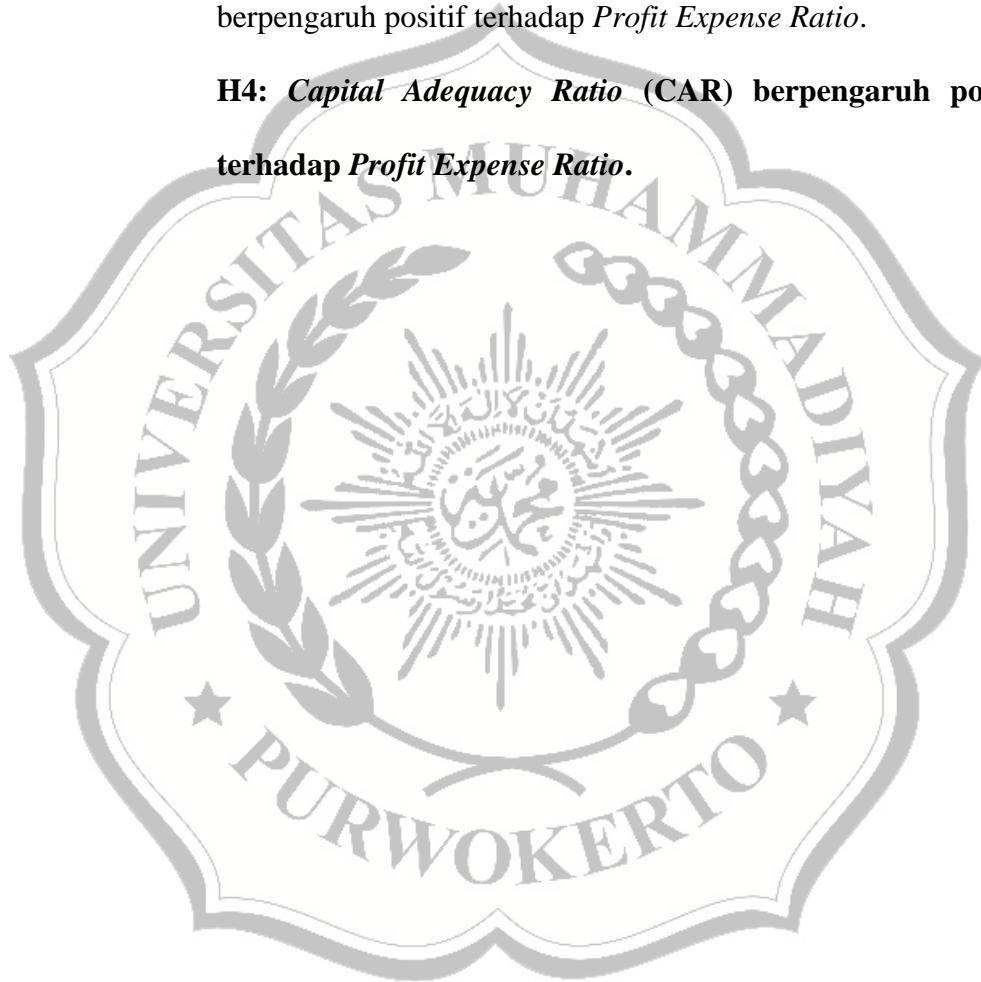 berpengaruh positif terhadap Profit Expense Ratio.
H4: Capital Adequacy Ratio (CAR) berpengaruh po
terhadap Profit Expense Ratio.
UNIVERSITAS MUHAMMADIYAH
PURWOKERTO